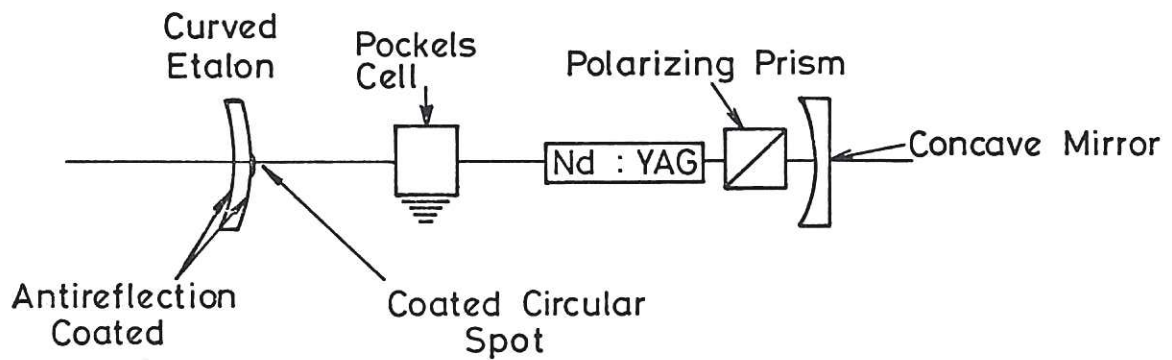 Curved
Etalon
Pockels
Cell
Polarizing Prism
Nd : YAG
Concave Mirror
Antireflection
Coated
Coated Circular
Spot